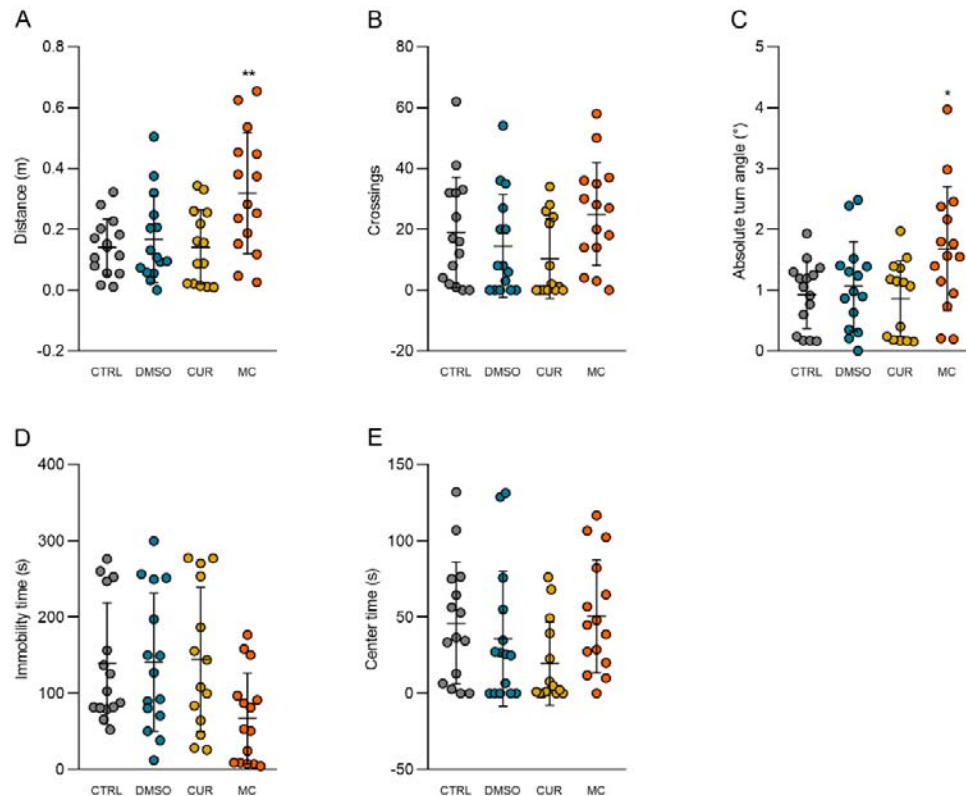 A
Distance (m)
0.8
0.6
0.4
0.2
0.0
-0.2
**
CTRL DMSO CUR MC
B
Crossings
80
60
40
20
0
-20
CTRL DMSO CUR MC
C
Absolute turn angle (°)
5
4
3
2
1
0
*
CTRL DMSO CUR MC
D
Immobility time (s)
400
300
200
100
0
CTRL DMSO CUR MC
E
Center time (s)
150
100
50
0
-50
CTRL DMSO CUR MC